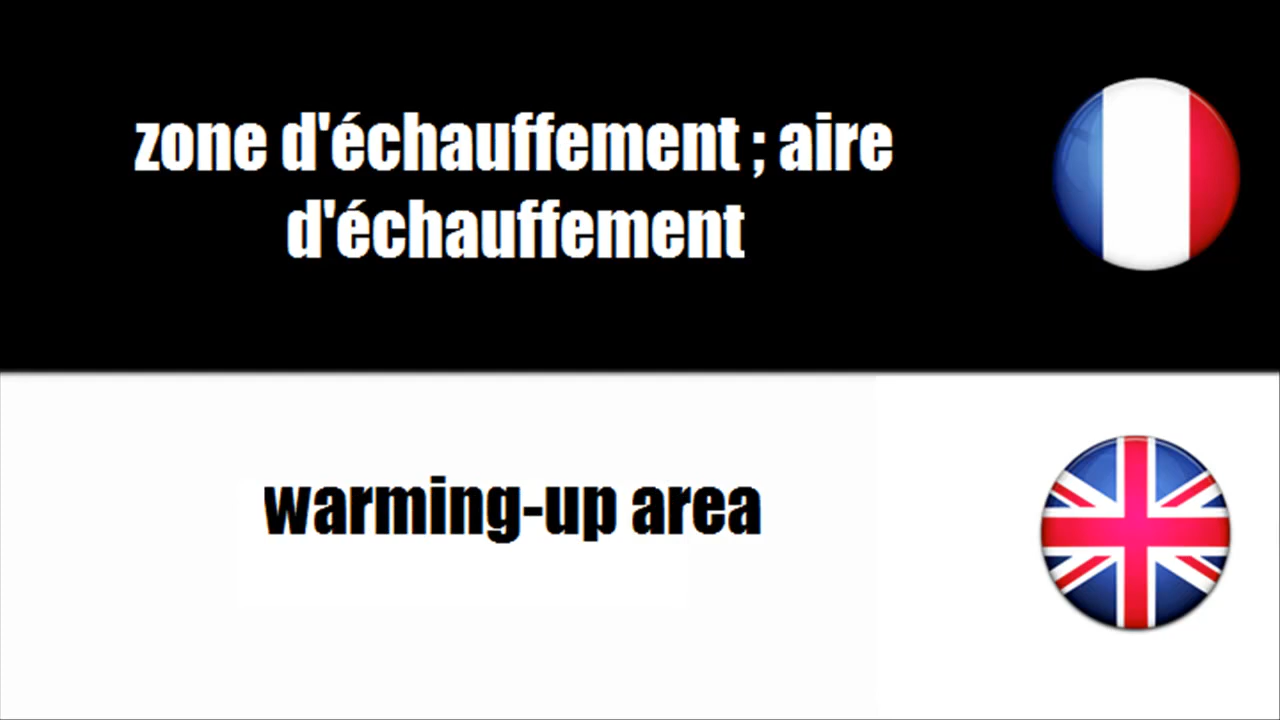 zone d'échauffement ; aire
d'échauffement
warming-up area